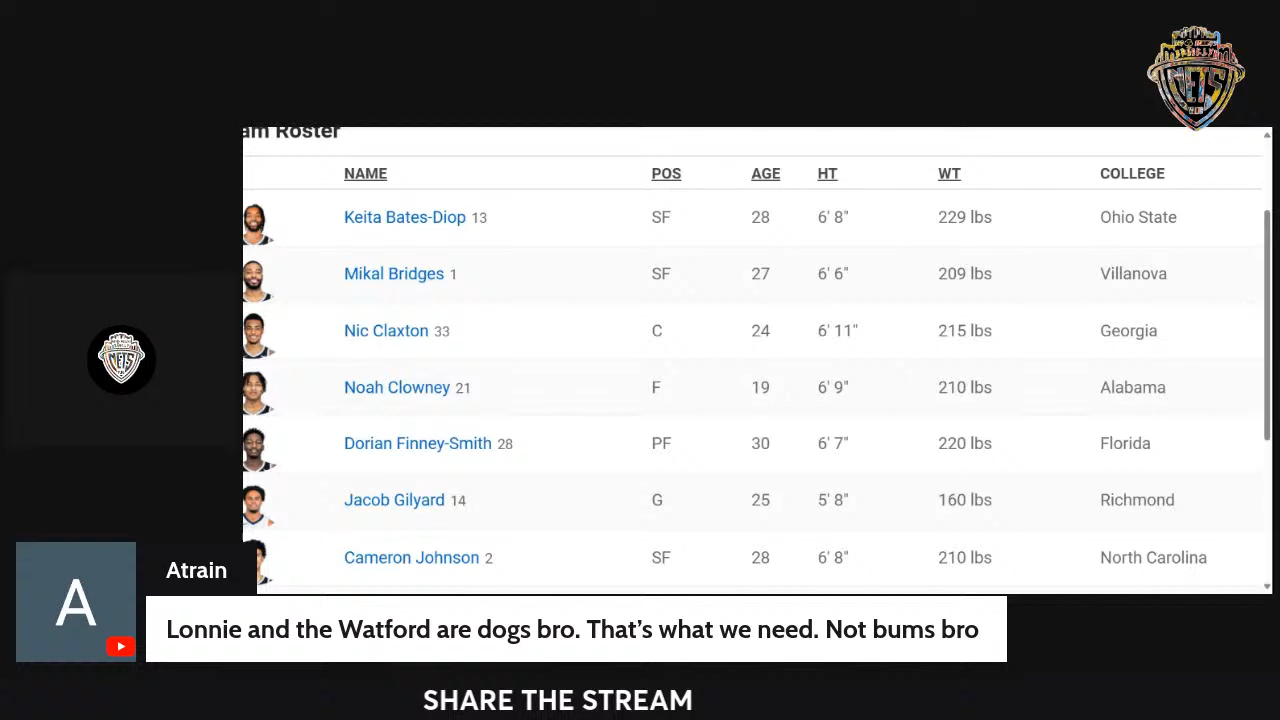 am Roster
NAME POS AGE HT WT COLLEGE
Keita Bates-Diop 13 SF 28 6' 8" 229 lbs Ohio State
Mikal Bridges 1 SF 27 6' 6" 209 lbs Villanova
Nic Claxton 33 C 24 6' 11" 215 lbs Georgia
Noah Clowney 21 F 19 6' 9" 210 lbs Alabama
Dorian Finney-Smith 28 PF 30 6' 7" 220 lbs Florida
Jacob Gilyard 14 G 25 5' 8" 160 lbs Richmond
Cameron Johnson 2 SF 28 6' 8" 210 lbs North Carolina
A
Atrain
Lonnie and the Watford are dogs bro. That's what we need. Not bums bro
SHARE THE STREAM
NETS
NETS